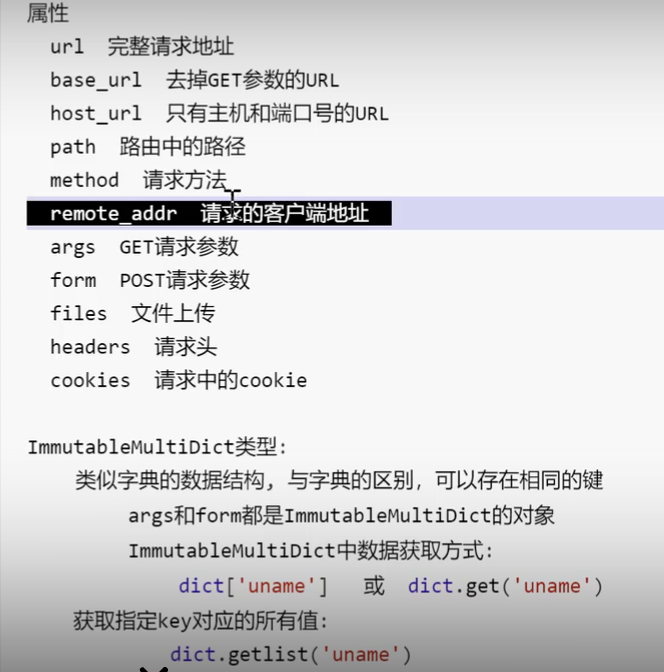 属性
url 完整请求地址
base_url 去掉GET参数的URL
host_url 只有主机和端口号的URL
path 路由中的路径
method 请求方法
remote_addr 请求的客户端地址
args GET请求参数
form POST请求参数
files 文件上传
headers 请求头
cookies 请求中的cookie
ImmutableMultiDict类型:
类似字典的数据结构, 与字典的区别, 可以存在相同的键
args和form都是ImmutableMultiDict的对象
ImmutableMultiDict中数据获取方式:
dict['uname'] 或 dict.get('uname')
获取指定key对应的所有值:
dict.getlist('uname')